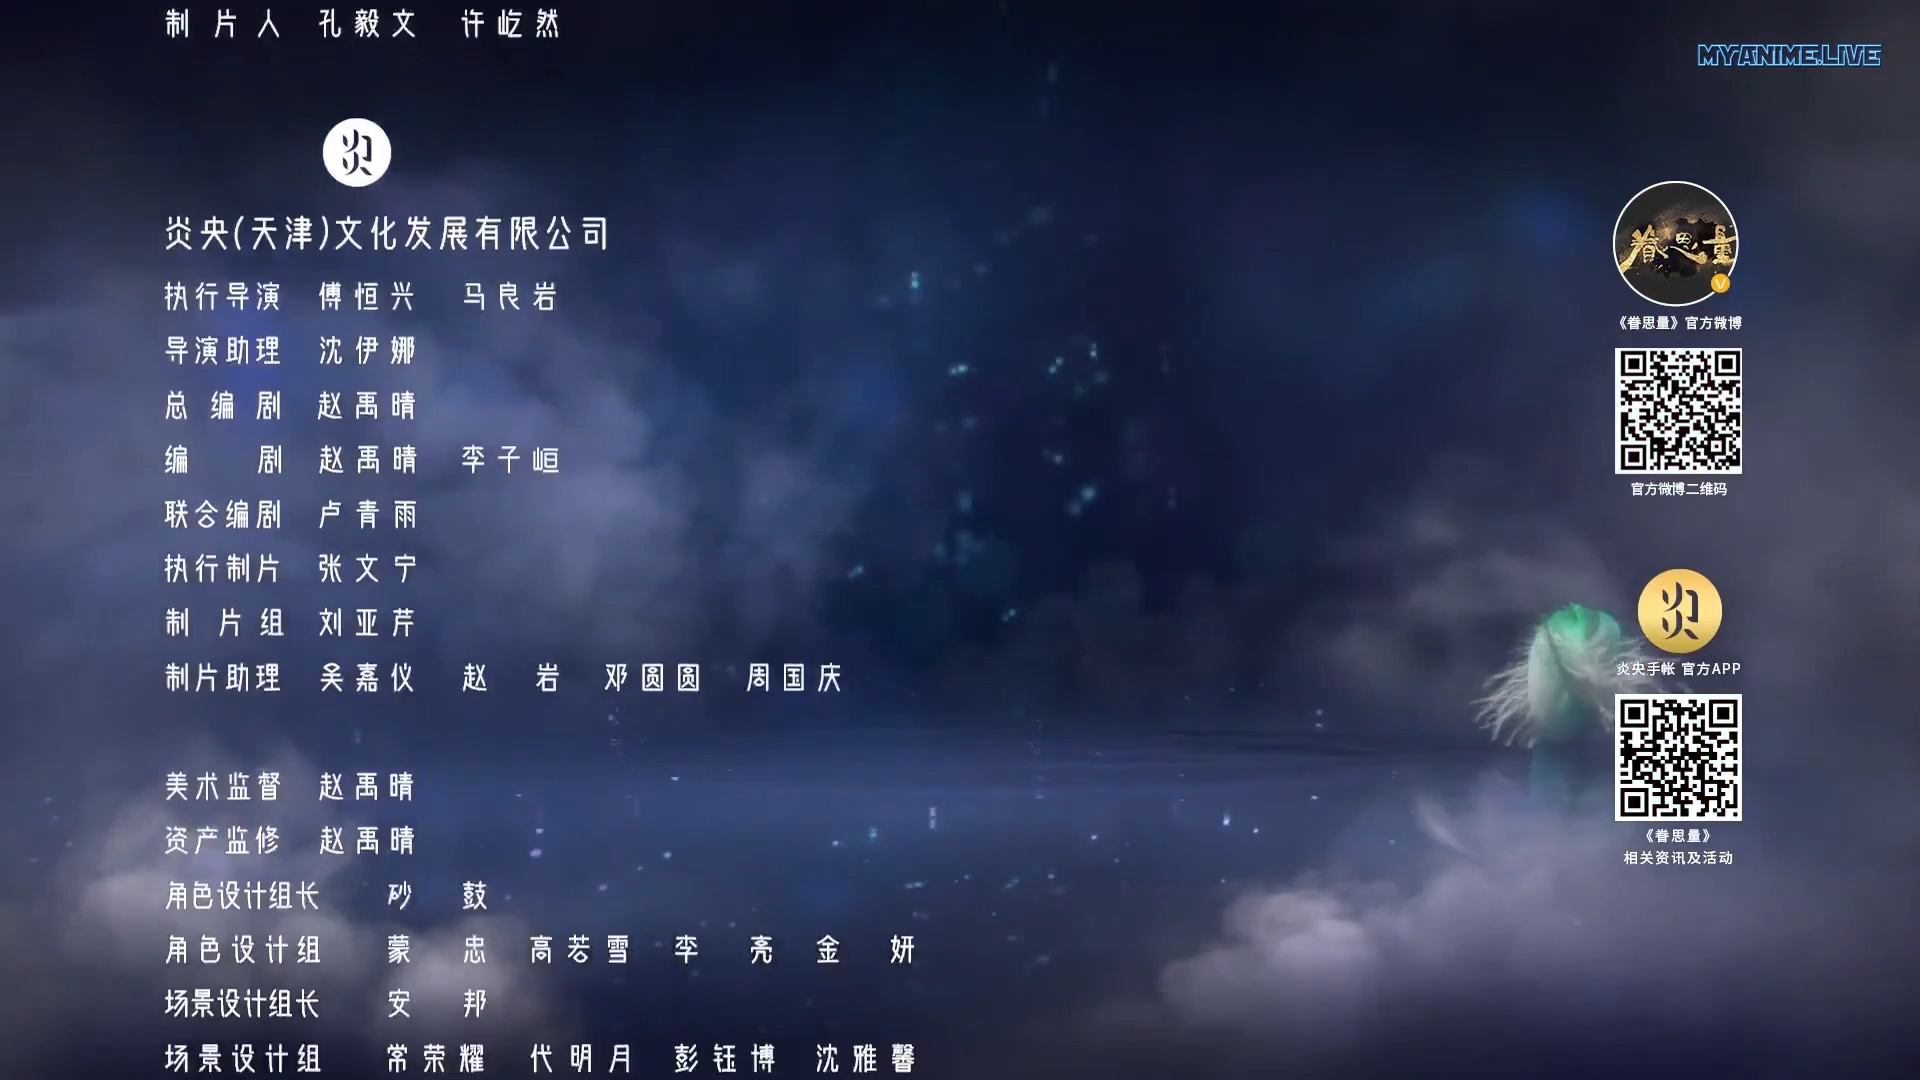 制片人 孔毅文 许屹然
MYANIME.LIVE
炎
炎央(天津)文化发展有限公司
执行导演 傅恒兴 马良岩
导演助理 沈伊娜
总编剧 赵禹晴
编剧 赵禹晴 李子峘
联合编剧 卢青雨
执行制片 张文宁
制片组 刘亚芹
制片助理 吴嘉仪 赵岩 邓圆圆 周国庆
美术监督 赵禹晴
资产监修 赵禹晴
角色设计组长 砂鼓
角色设计组 蒙忠 高若雪 李亮 金妍
场景设计组长 安邦
场景设计组 常荣耀 代明月 彭钰博 沈雅馨
眷思量
V
《眷思量》官方微博
官方微博二维码
炎
炎央手帐 官方APP
《眷思量》
相关资讯及活动